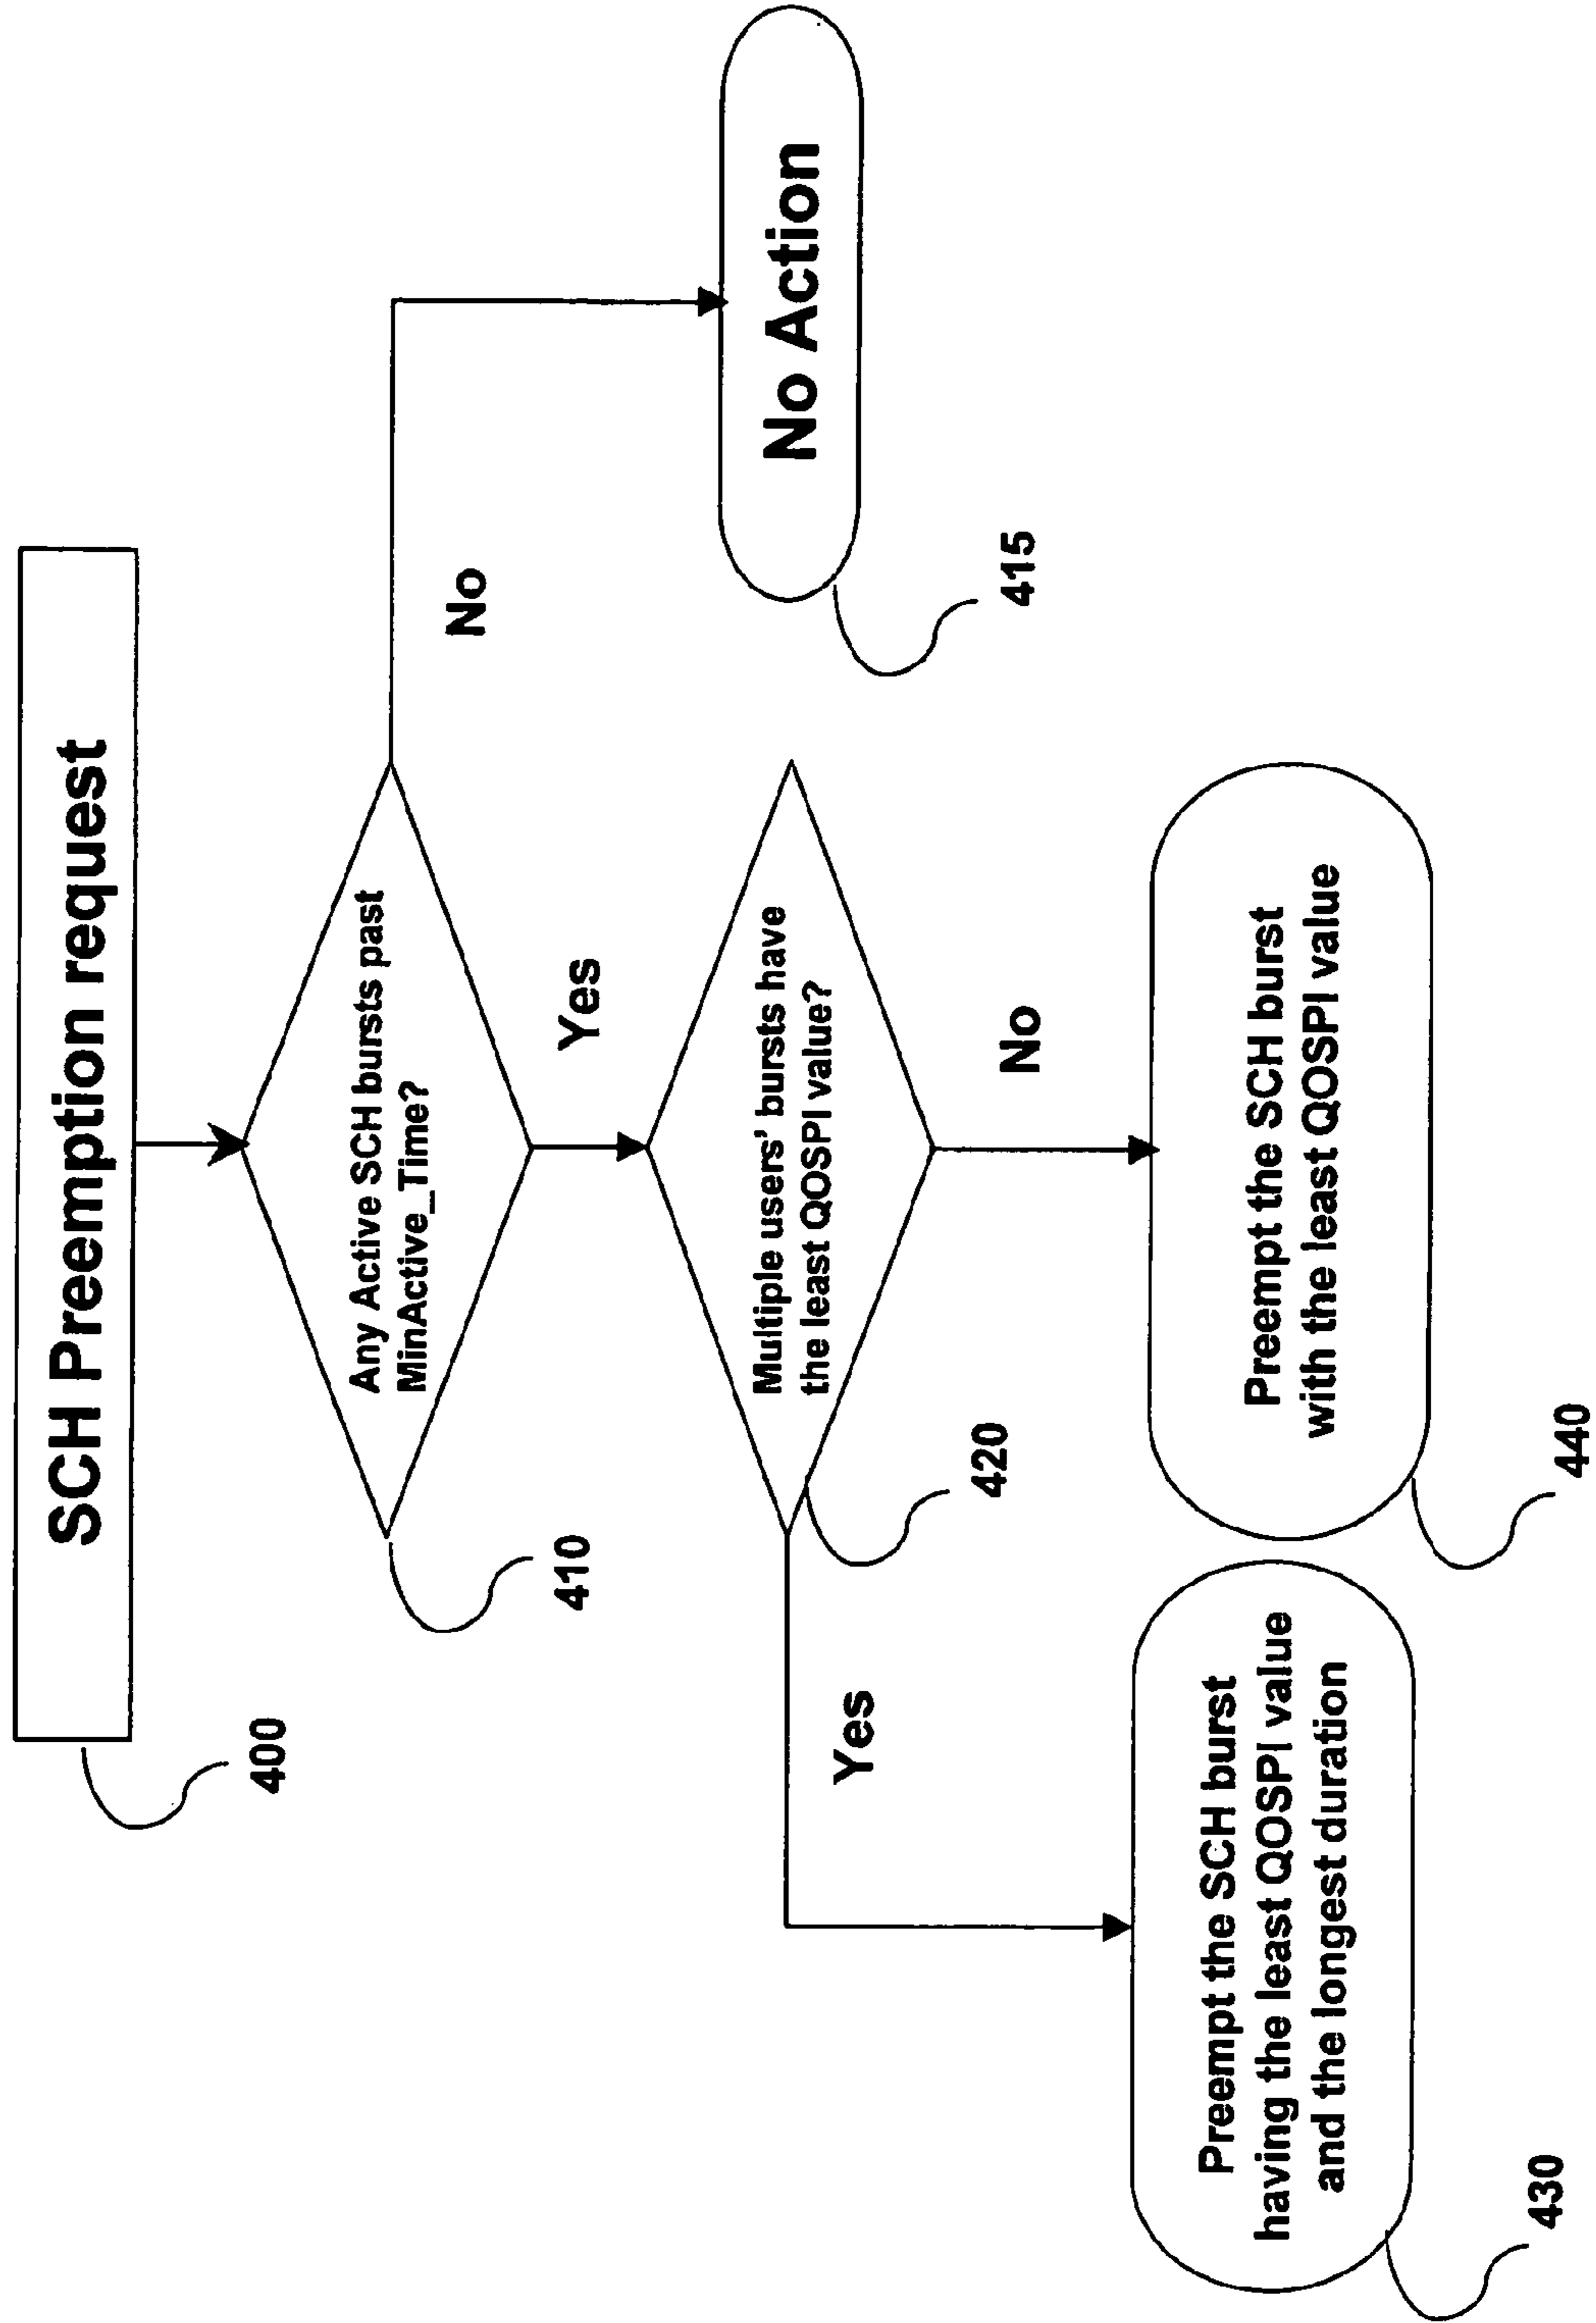 SCH Preemption request
400
Any Active SCH bursts past
MinActive_Time?
410
No
Yes
No Action
415
Multiple users' bursts have
the least QOSPI value?
420
Yes
No
Preempt the SCH burst
having the least QOSPI value
and the longest duration
430
Preempt the SCH burst
with the least QOSPI value
440